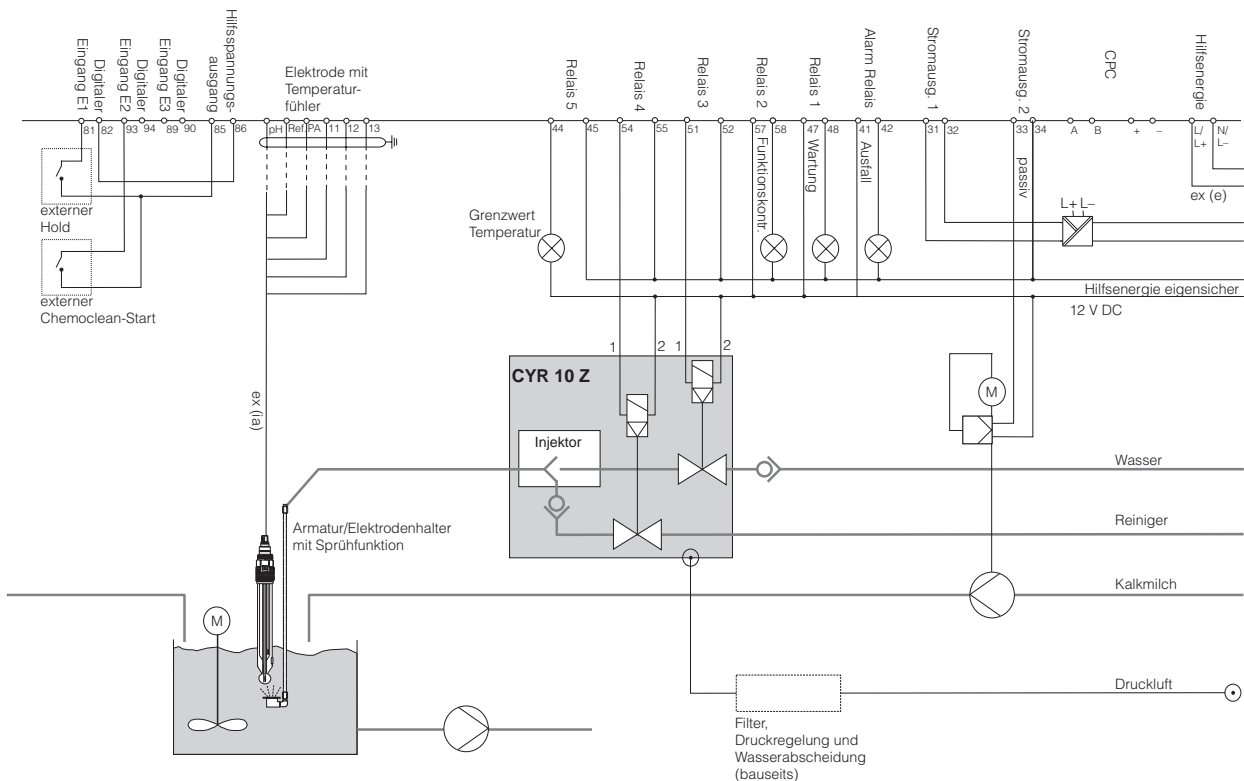 Eingang E1
Digitaler
Eingang E2
Digitaler
Eingang E3
Digitaler
ausgang
Hilfsspannungs-
Elektrode mit
Temperatur-
fühler
Relais 5
Relais 4
Relais 3
Relais 2
Relais 1
Alarm Relais
Stromausg. 1
Stromausg. 2
CPC
Hilfsenergie
81
82
93
94
89
90
85
86
pH
Ref.
PA
11
12
13
44
45
54
55
51
52
57
58
47
48
41
42
31
32
33
34
A
B
+
–
L/
L+
N/
L–
Funktionskontr.
Wartung
Ausfall
passiv
ex (e)
externer
Hold
Grenzwert
Temperatur
L+ L–
externer
Chemoclean-Start
Hilfsenergie eigensicher
12 V DC
1
2
1
2
CYR 10 Z
M
ex (ia)
Injektor
Wasser
Armatur/Elektrodenhalter
mit Sprühfunktion
Reiniger
Kalkmilch
M
Druckluft
Filter,
Druckregelung und
Wasserabscheidung
(bauseits)